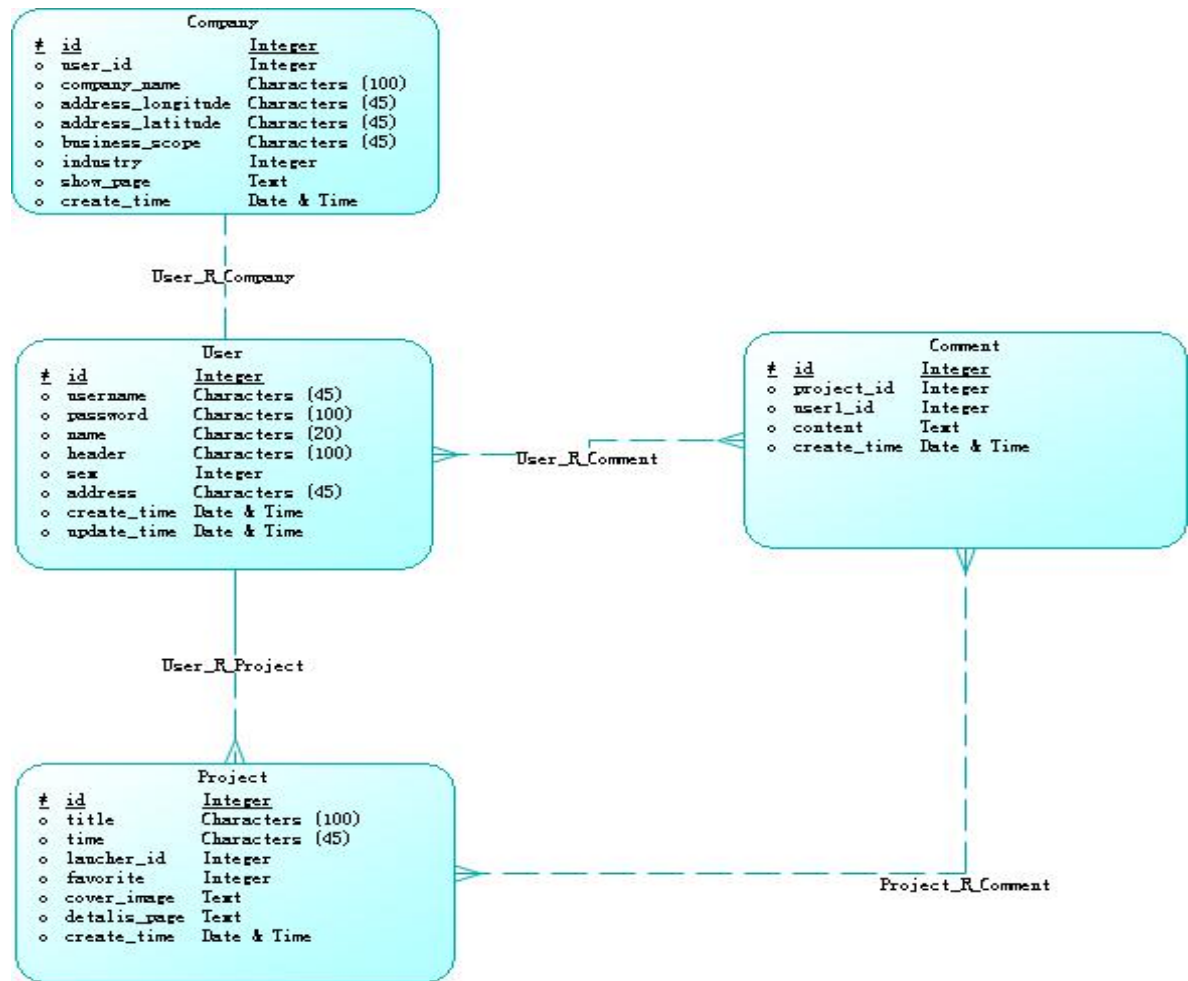 Company
# id Integer
o user_id Integer
o company_name Characters (100)
o address_longitude Characters (45)
o address_latitude Characters (45)
o business_scope Characters (45)
o industry Integer
o show_page Text
o create_time Date & Time
User_R_Company
User
# id Integer
o username Characters (45)
o password Characters (100)
o name Characters (20)
o header Characters (100)
o sex Integer
o address Characters (45)
o create_time Date & Time
o update_time Date & Time
User_R_Comment
Comment
# id Integer
o project_id Integer
o user1_id Integer
o content Text
o create_time Date & Time
User_R_Project
Project
# id Integer
o title Characters (100)
o time Characters (45)
o laucher_id Integer
o favorite Integer
o cover_image Text
o detalis_page Text
o create_time Date & Time
Project_R_Comment